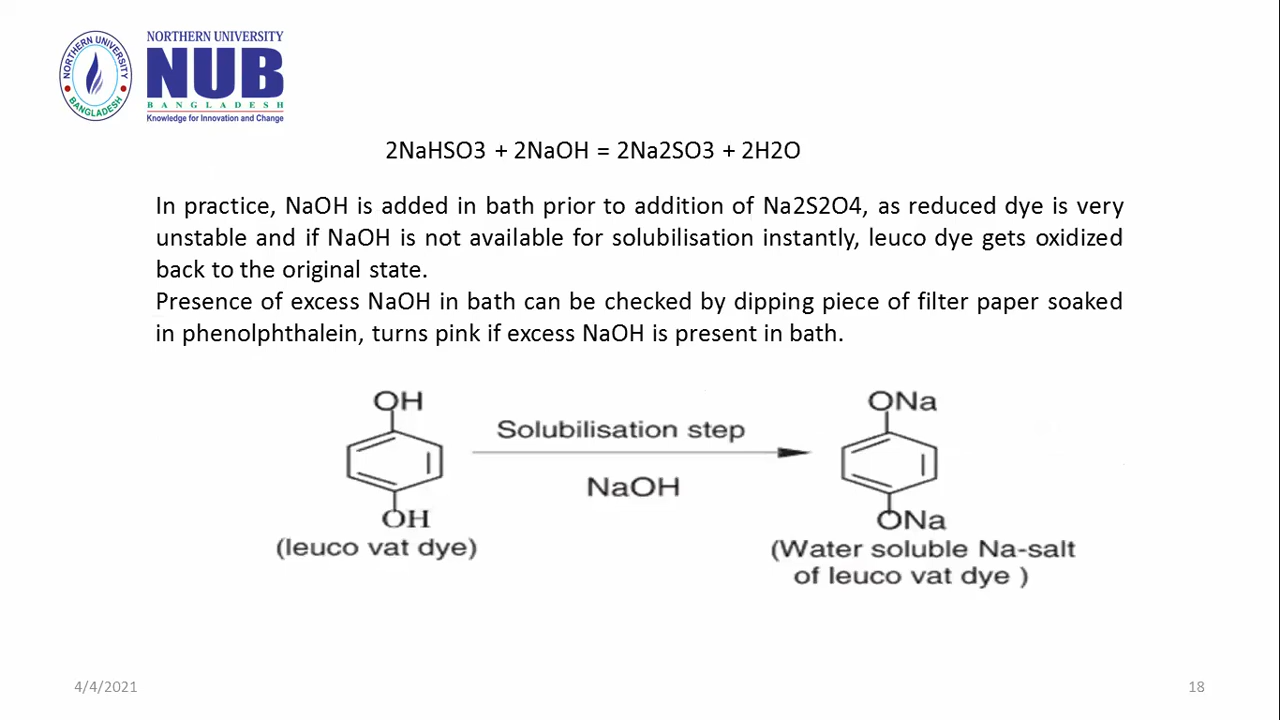 NORTHERN UNIVERSITY
BANGLADESH
NORTHERN UNIVERSITY
NUB
BANGLADESH
Knowledge for Innovation and Change
2NaHSO3 + 2NaOH = 2Na2SO3 + 2H2O
In practice, NaOH is added in bath prior to addition of Na2S2O4, as reduced dye is very
unstable and if NaOH is not available for solubilisation instantly, leuco dye gets oxidized
back to the original state.
Presence of excess NaOH in bath can be checked by dipping piece of filter paper soaked
in phenolphthalein, turns pink if excess NaOH is present in bath.
OH
ONa
Solubilisation step
NaOH
OH
ONa
(leuco vat dye)
(Water soluble Na-salt
of leuco vat dye )
4/4/2021
18